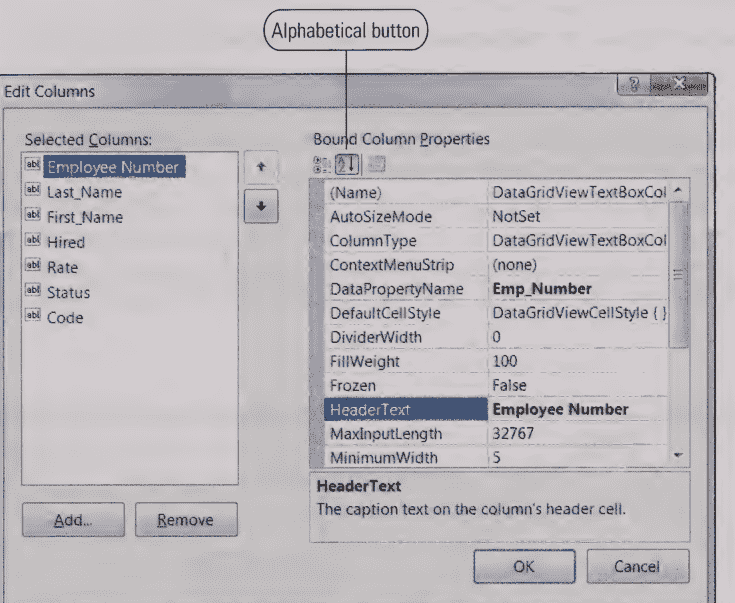 Alphabetical button
Edit Columns
Selected Columns:
Employee Number
Last_Name
First_Name
Hired
Rate
Status
Code
Add...
Remove
Bound Column Properties
(Name) DataGridViewTextBoxCol
AutoSizeMode NotSet
ColumnType DataGridViewTextBoxCol
ContextMenuStrip (none)
DataPropertyName Emp_Number
DefaultCellStyle DataGridViewCellStyle { }
DividerWidth 0
FillWeight 100
Frozen False
HeaderText Employee Number
MaxInputLength 32767
MinimumWidth 5
HeaderText
The caption text on the column's header cell.
OK
Cancel